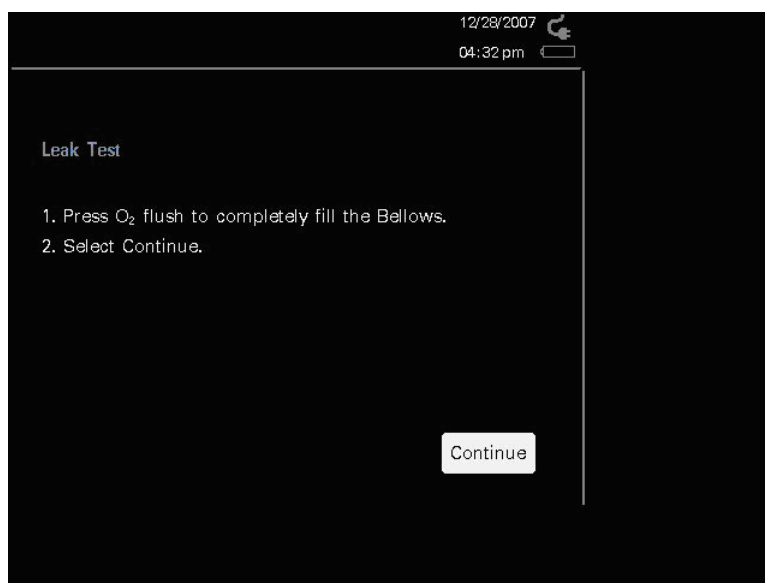 12/28/2007
04:32 pm
Leak Test
1. Press O₂ flush to completely fill the Bellows.
2. Select Continue.
Continue